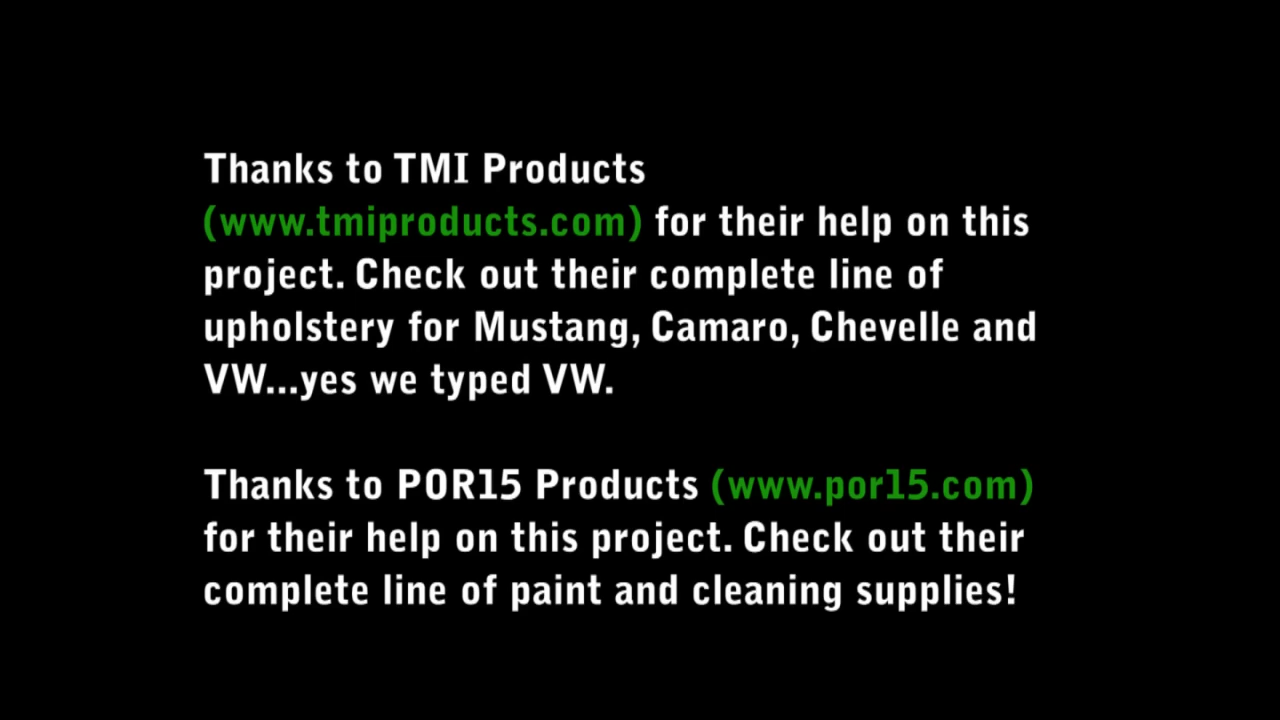 Thanks to TMI Products
(www.tmiproducts.com) for their help on this
project. Check out their complete line of
upholstery for Mustang, Camaro, Chevelle and
VW...yes we typed VW.
Thanks to POR15 Products (www.por15.com)
for their help on this project. Check out their
complete line of paint and cleaning supplies!